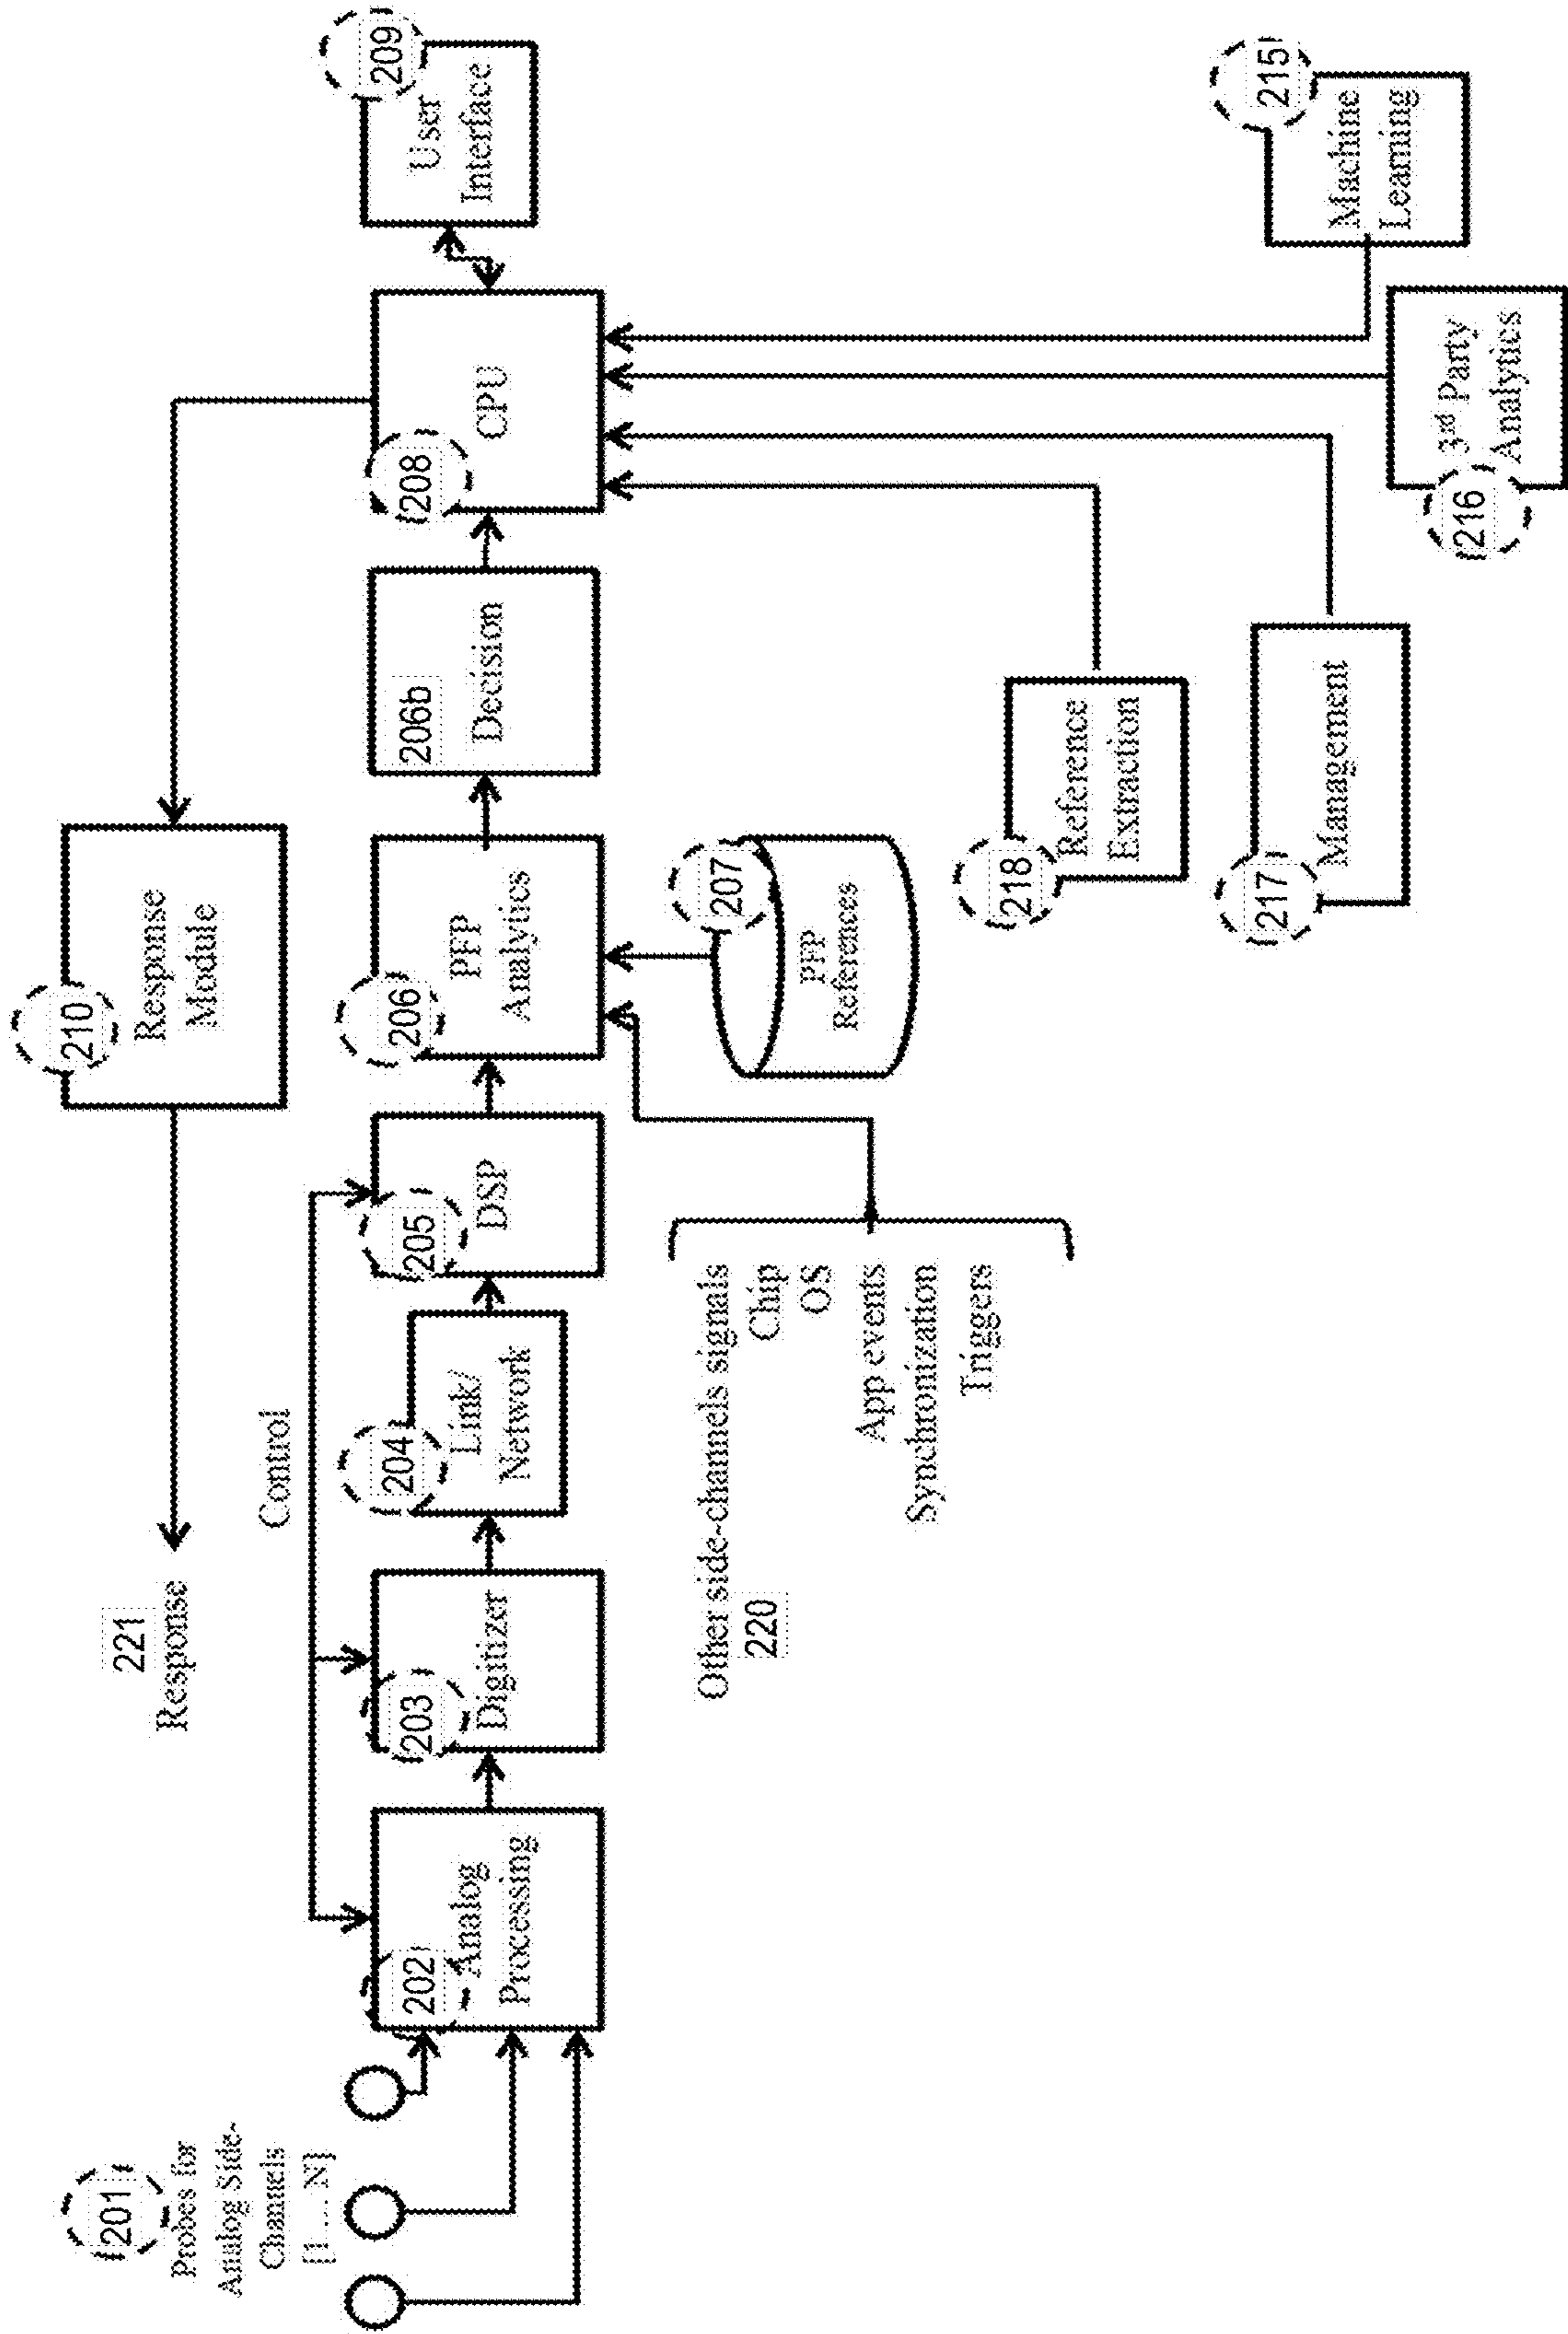 201
Probes for
Analog Side-
Channels
[1 ... N]
221
Response
210
Response
Module
Control
202
Analog
Processing
203
Digitizer
204
Link/
Network
205
DSP
206
PFP
Analytics
206b
Decision
208
CPU
209
User
Interface
Other side-channels signals
220
Chip
OS
App events
Synchronization
Triggers
207
PFP
References
218
Reference
Extraction
217
Management
216
3rd Party
Analytics
215
Machine
Learning